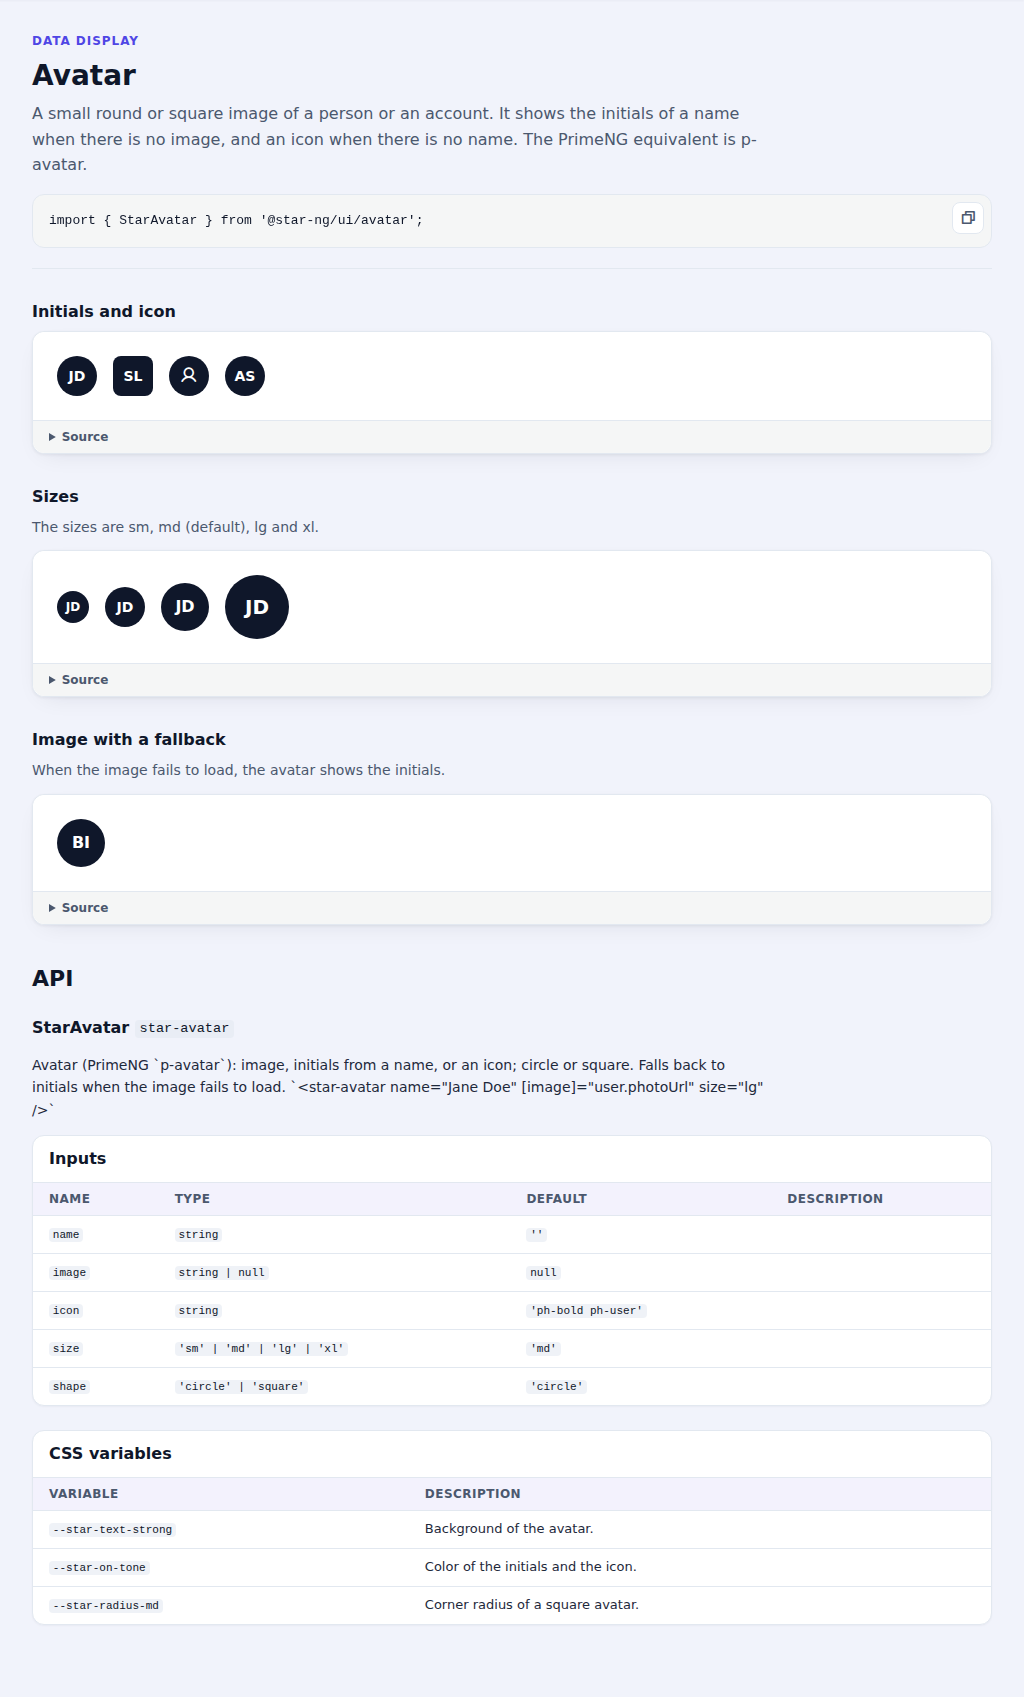 DATA DISPLAY
Avatar
A small round or square image of a person or an account. It shows the initials of a name
when there is no image, and an icon when there is no name. The PrimeNG equivalent is p-
avatar.
import { StarAvatar } from '@star-ng/ui/avatar';
Initials and icon
JD SL AS
Source
Sizes
The sizes are sm, md (default), lg and xl.
JD JD JD JD
Source
Image with a fallback
When the image fails to load, the avatar shows the initials.
BI
Source
API
StarAvatar star-avatar
Avatar (PrimeNG `p-avatar`): image, initials from a name, or an icon; circle or square. Falls back to
initials when the image fails to load. `<star-avatar name="Jane Doe" [image]="user.photoUrl" size="lg"
/>`
Inputs
NAME TYPE DEFAULT DESCRIPTION
name string ''
image string | null null
icon string 'ph-bold ph-user'
size 'sm' | 'md' | 'lg' | 'xl' 'md'
shape 'circle' | 'square' 'circle'
CSS variables
VARIABLE DESCRIPTION
--star-text-strong Background of the avatar.
--star-on-tone Color of the initials and the icon.
--star-radius-md Corner radius of a square avatar.